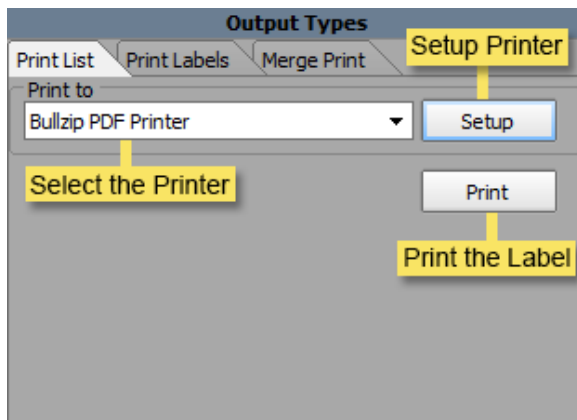 Output Types
Setup Printer
Print List
Print Labels
Merge Print
Print to
Bullzip PDF Printer
Setup
Select the Printer
Print
Print the Label